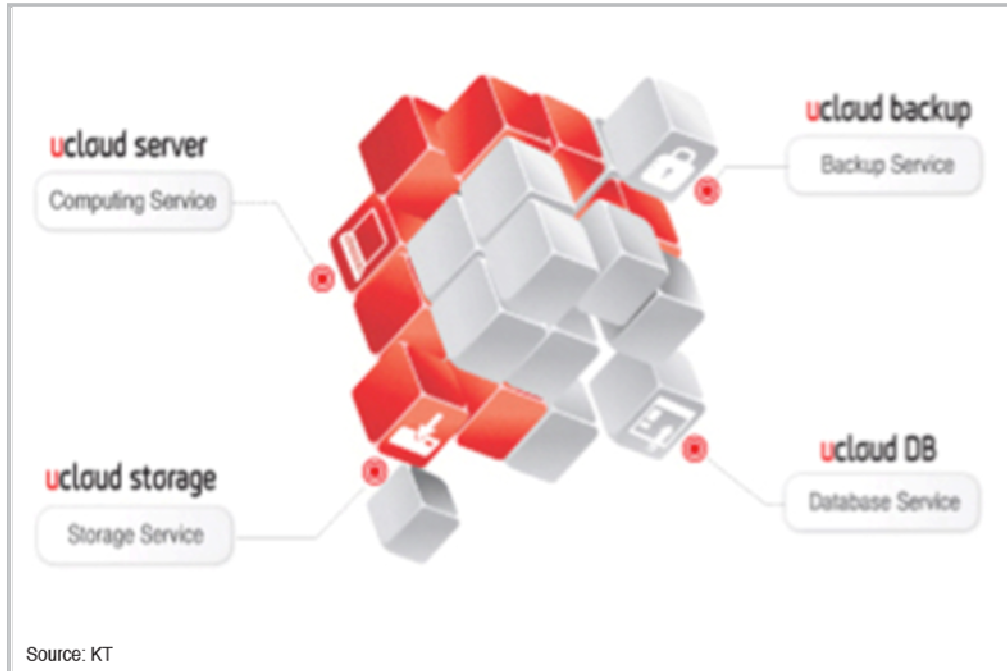 ucloud server
Computing Service
ucloud backup
Backup Service
ucloud storage
Storage Service
ucloud DB
Database Service
Source: KT